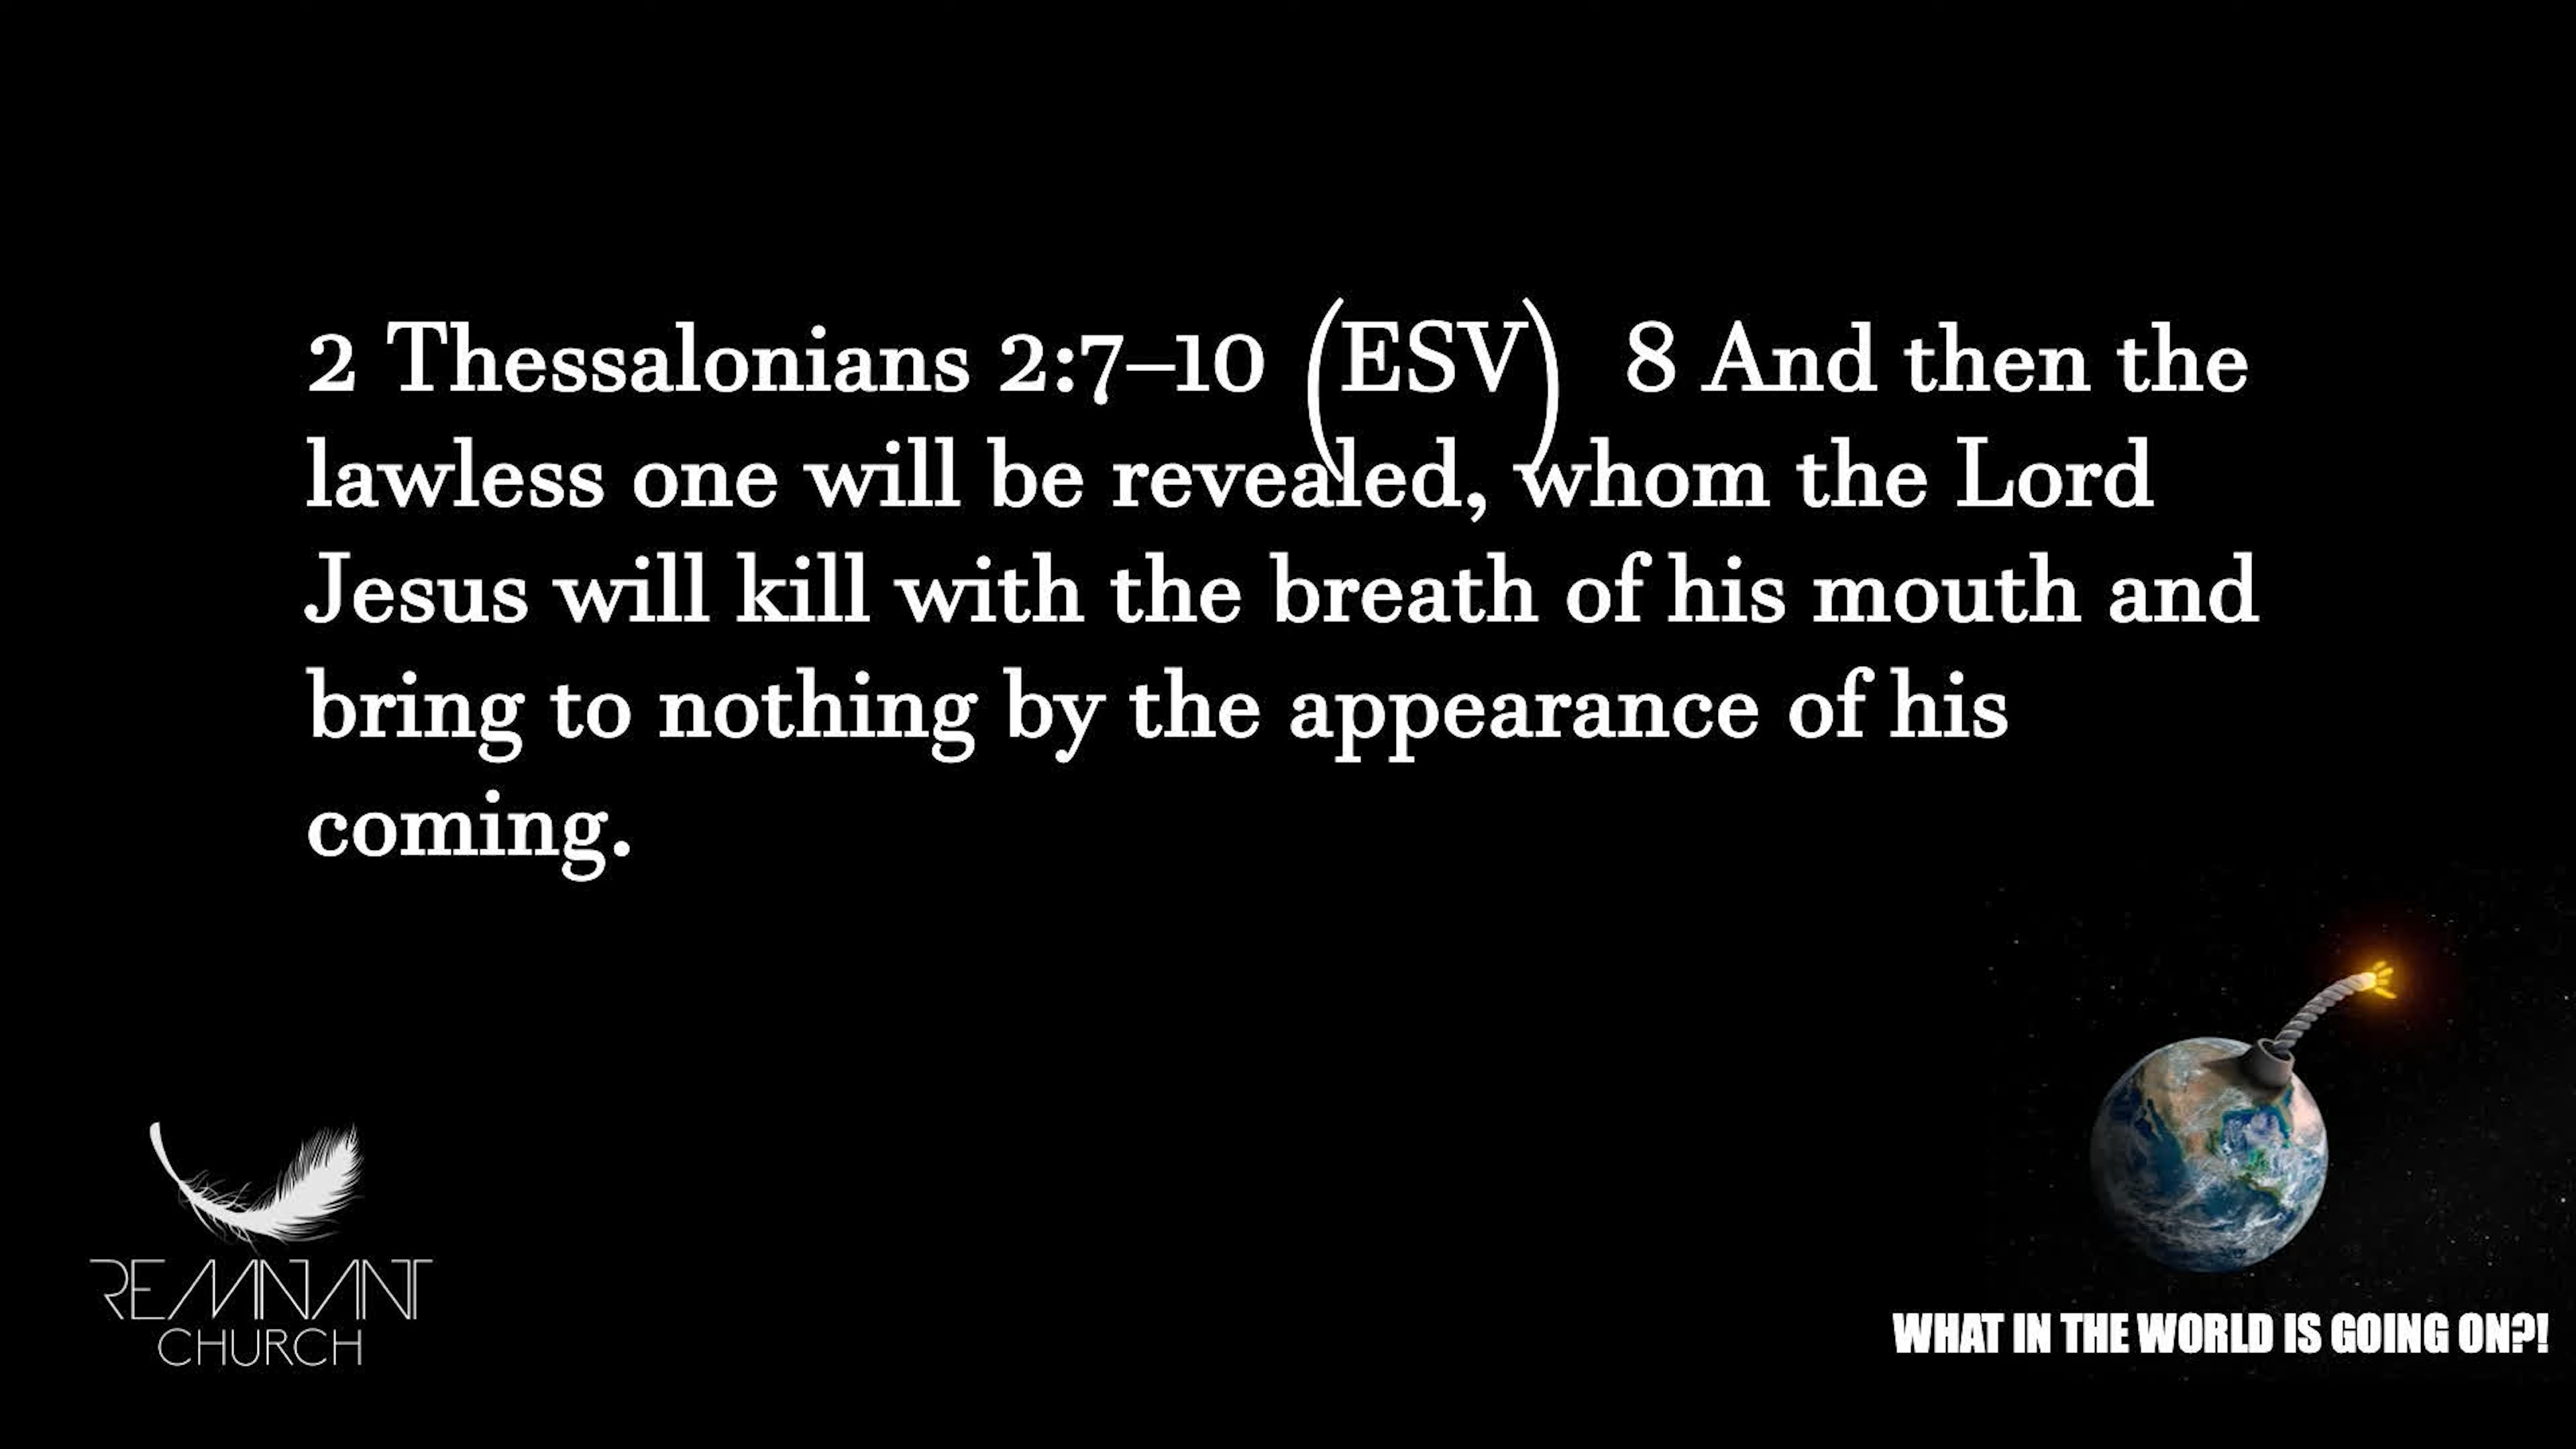 2 Thessalonians 2:7–10 (ESV) 8 And then the
lawless one will be revealed, whom the Lord
Jesus will kill with the breath of his mouth and
bring to nothing by the appearance of his
coming.
REMNANT
CHURCH
WHAT IN THE WORLD IS GOING ON?!